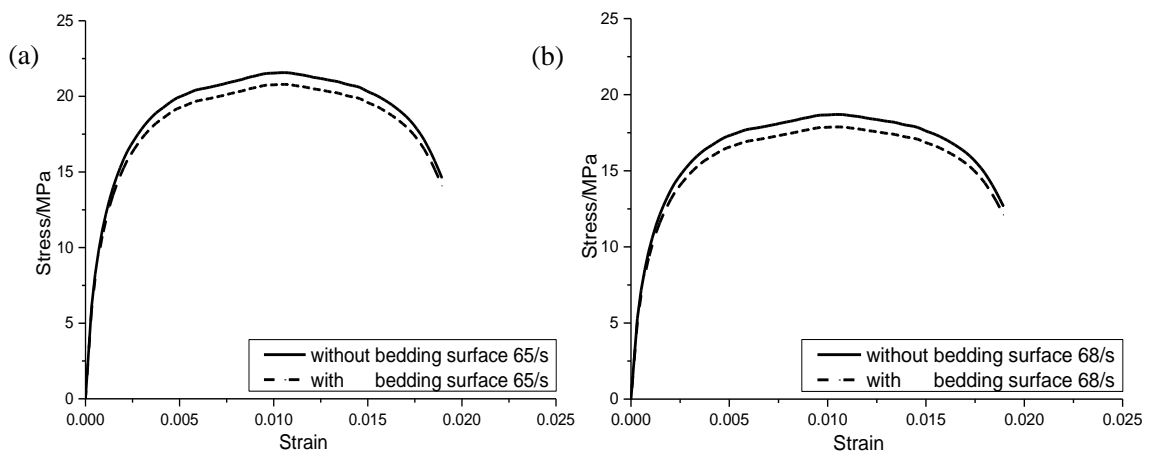 (a)
25
20
15
10
5
0
Stress/MPa
0.000 0.005 0.010 0.015 0.020 0.025
Strain
without bedding surface 65/s
with bedding surface 65/s
(b)
25
20
15
10
5
0
Stress/MPa
0.000 0.005 0.010 0.015 0.020 0.025
Strain
without bedding surface 68/s
with bedding surface 68/s